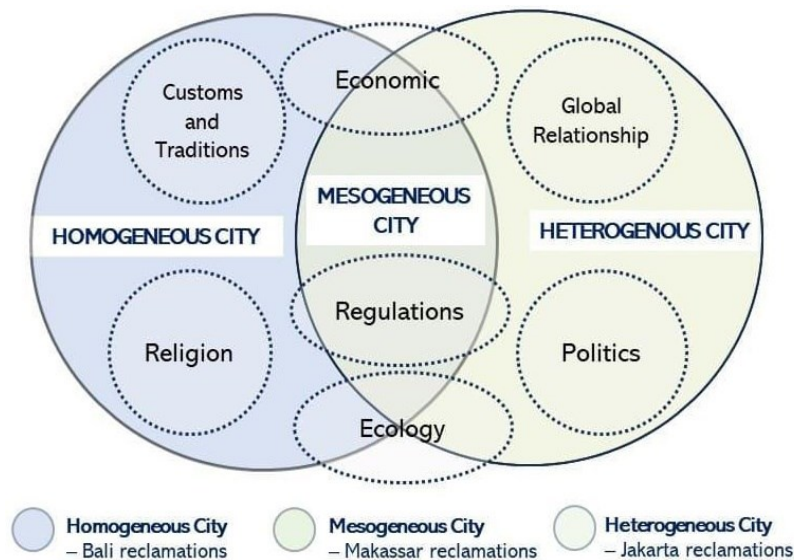 Economic
Customs
and
Traditions
Global
Relationship
MESOGENEOUS
CITY
HOMOGENEOUS CITY
HETEROGENOUS CITY
Regulations
Religion
Politics
Ecology
Homogeneous City
– Bali reclamations
Mesogeneous City
– Makassar reclamations
Heterogeneous City
– Jakarta reclamations